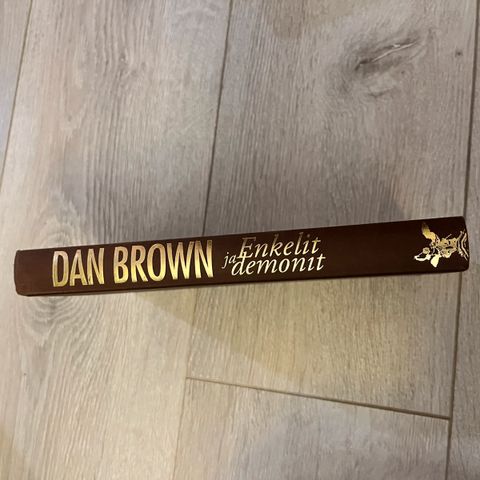 DAN BROWN
Enkelit
ja demonit